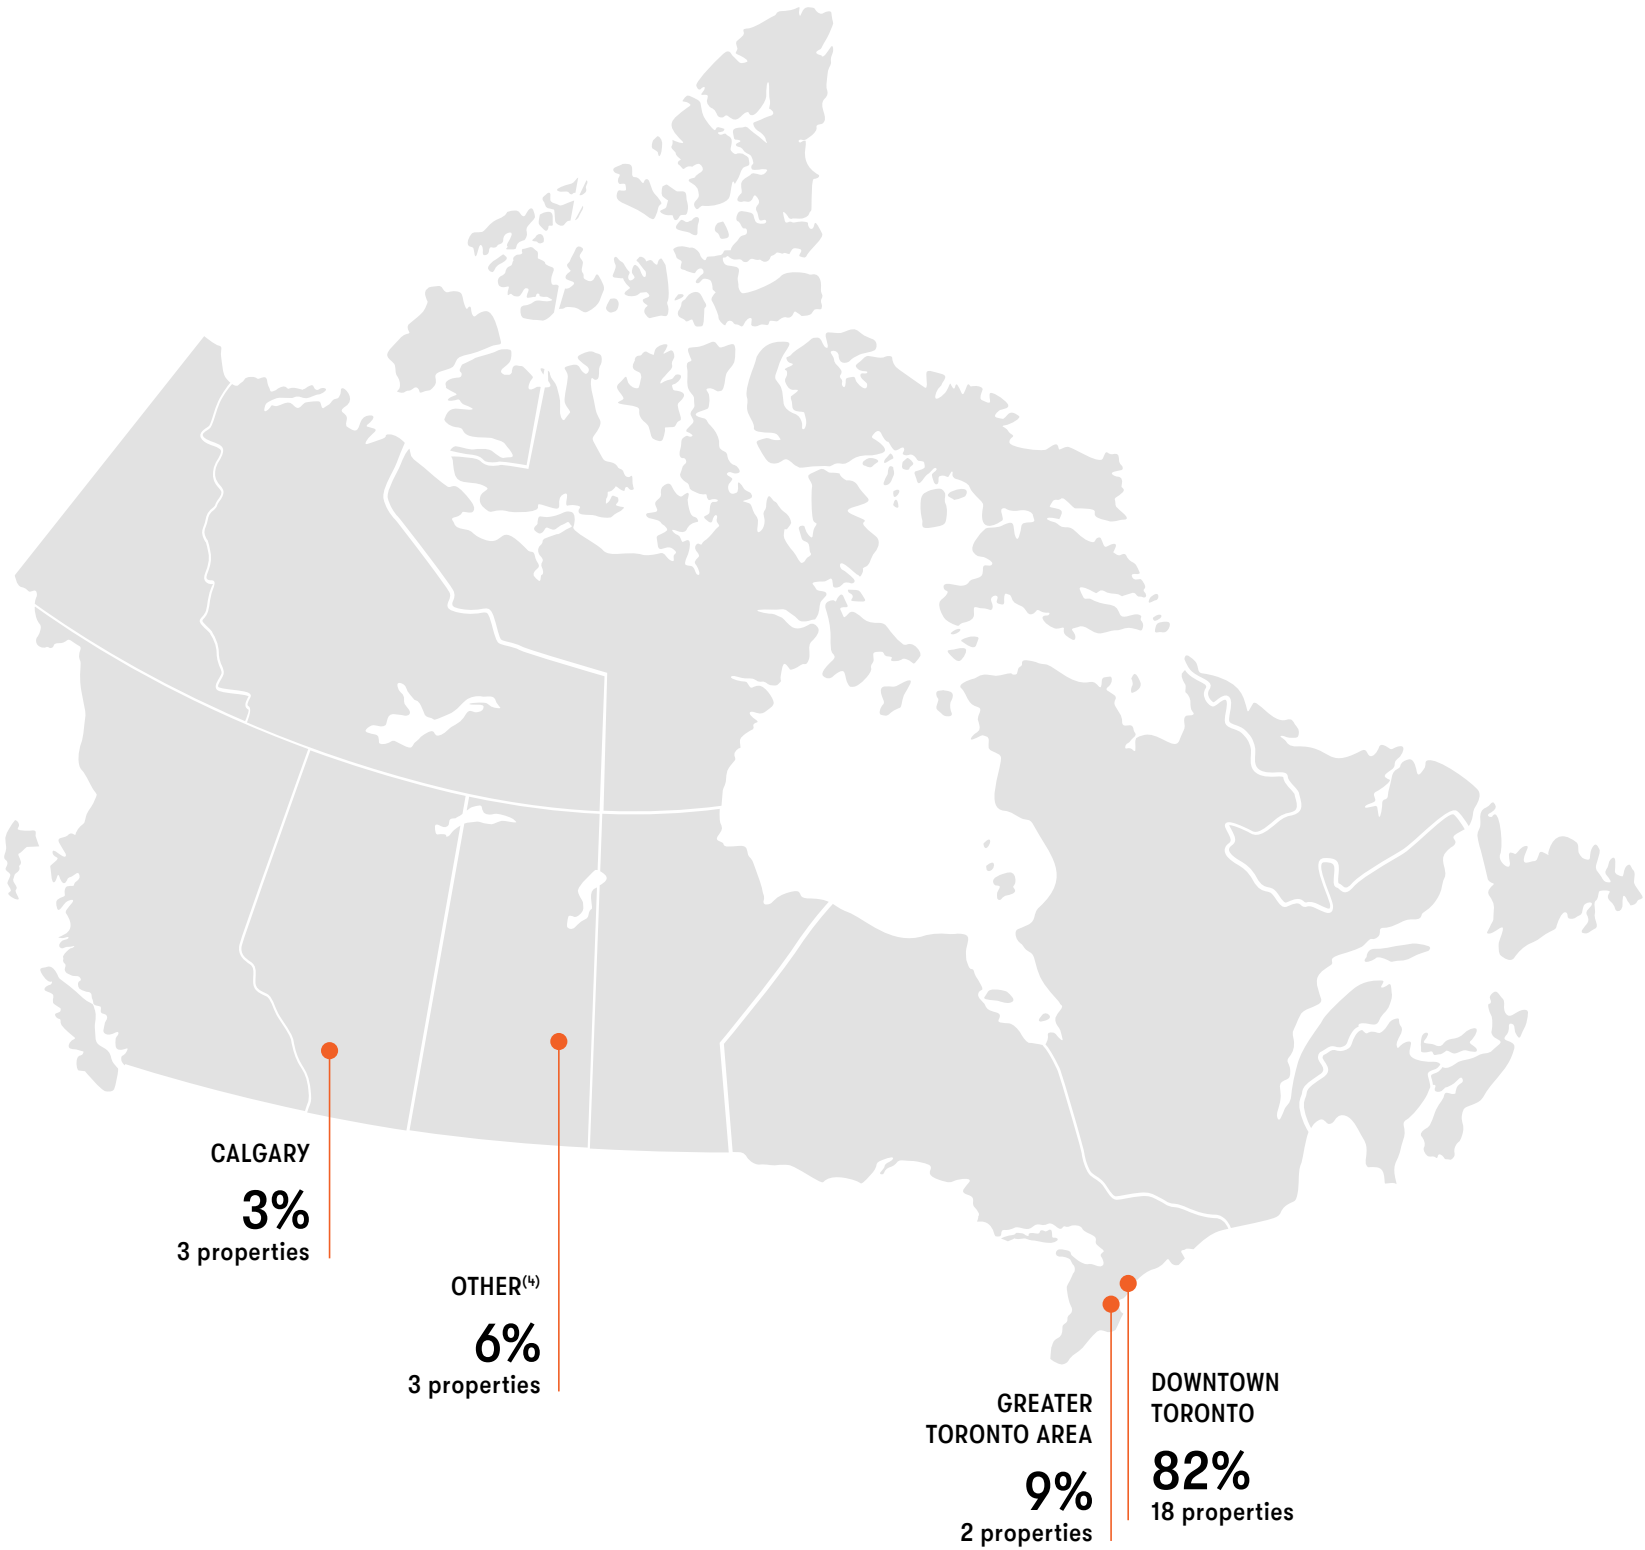 CALGARY
3%
3 properties
OTHER(4)
6%
3 properties
GREATER
TORONTO AREA
9%
2 properties
DOWNTOWN
TORONTO
82%
18 properties